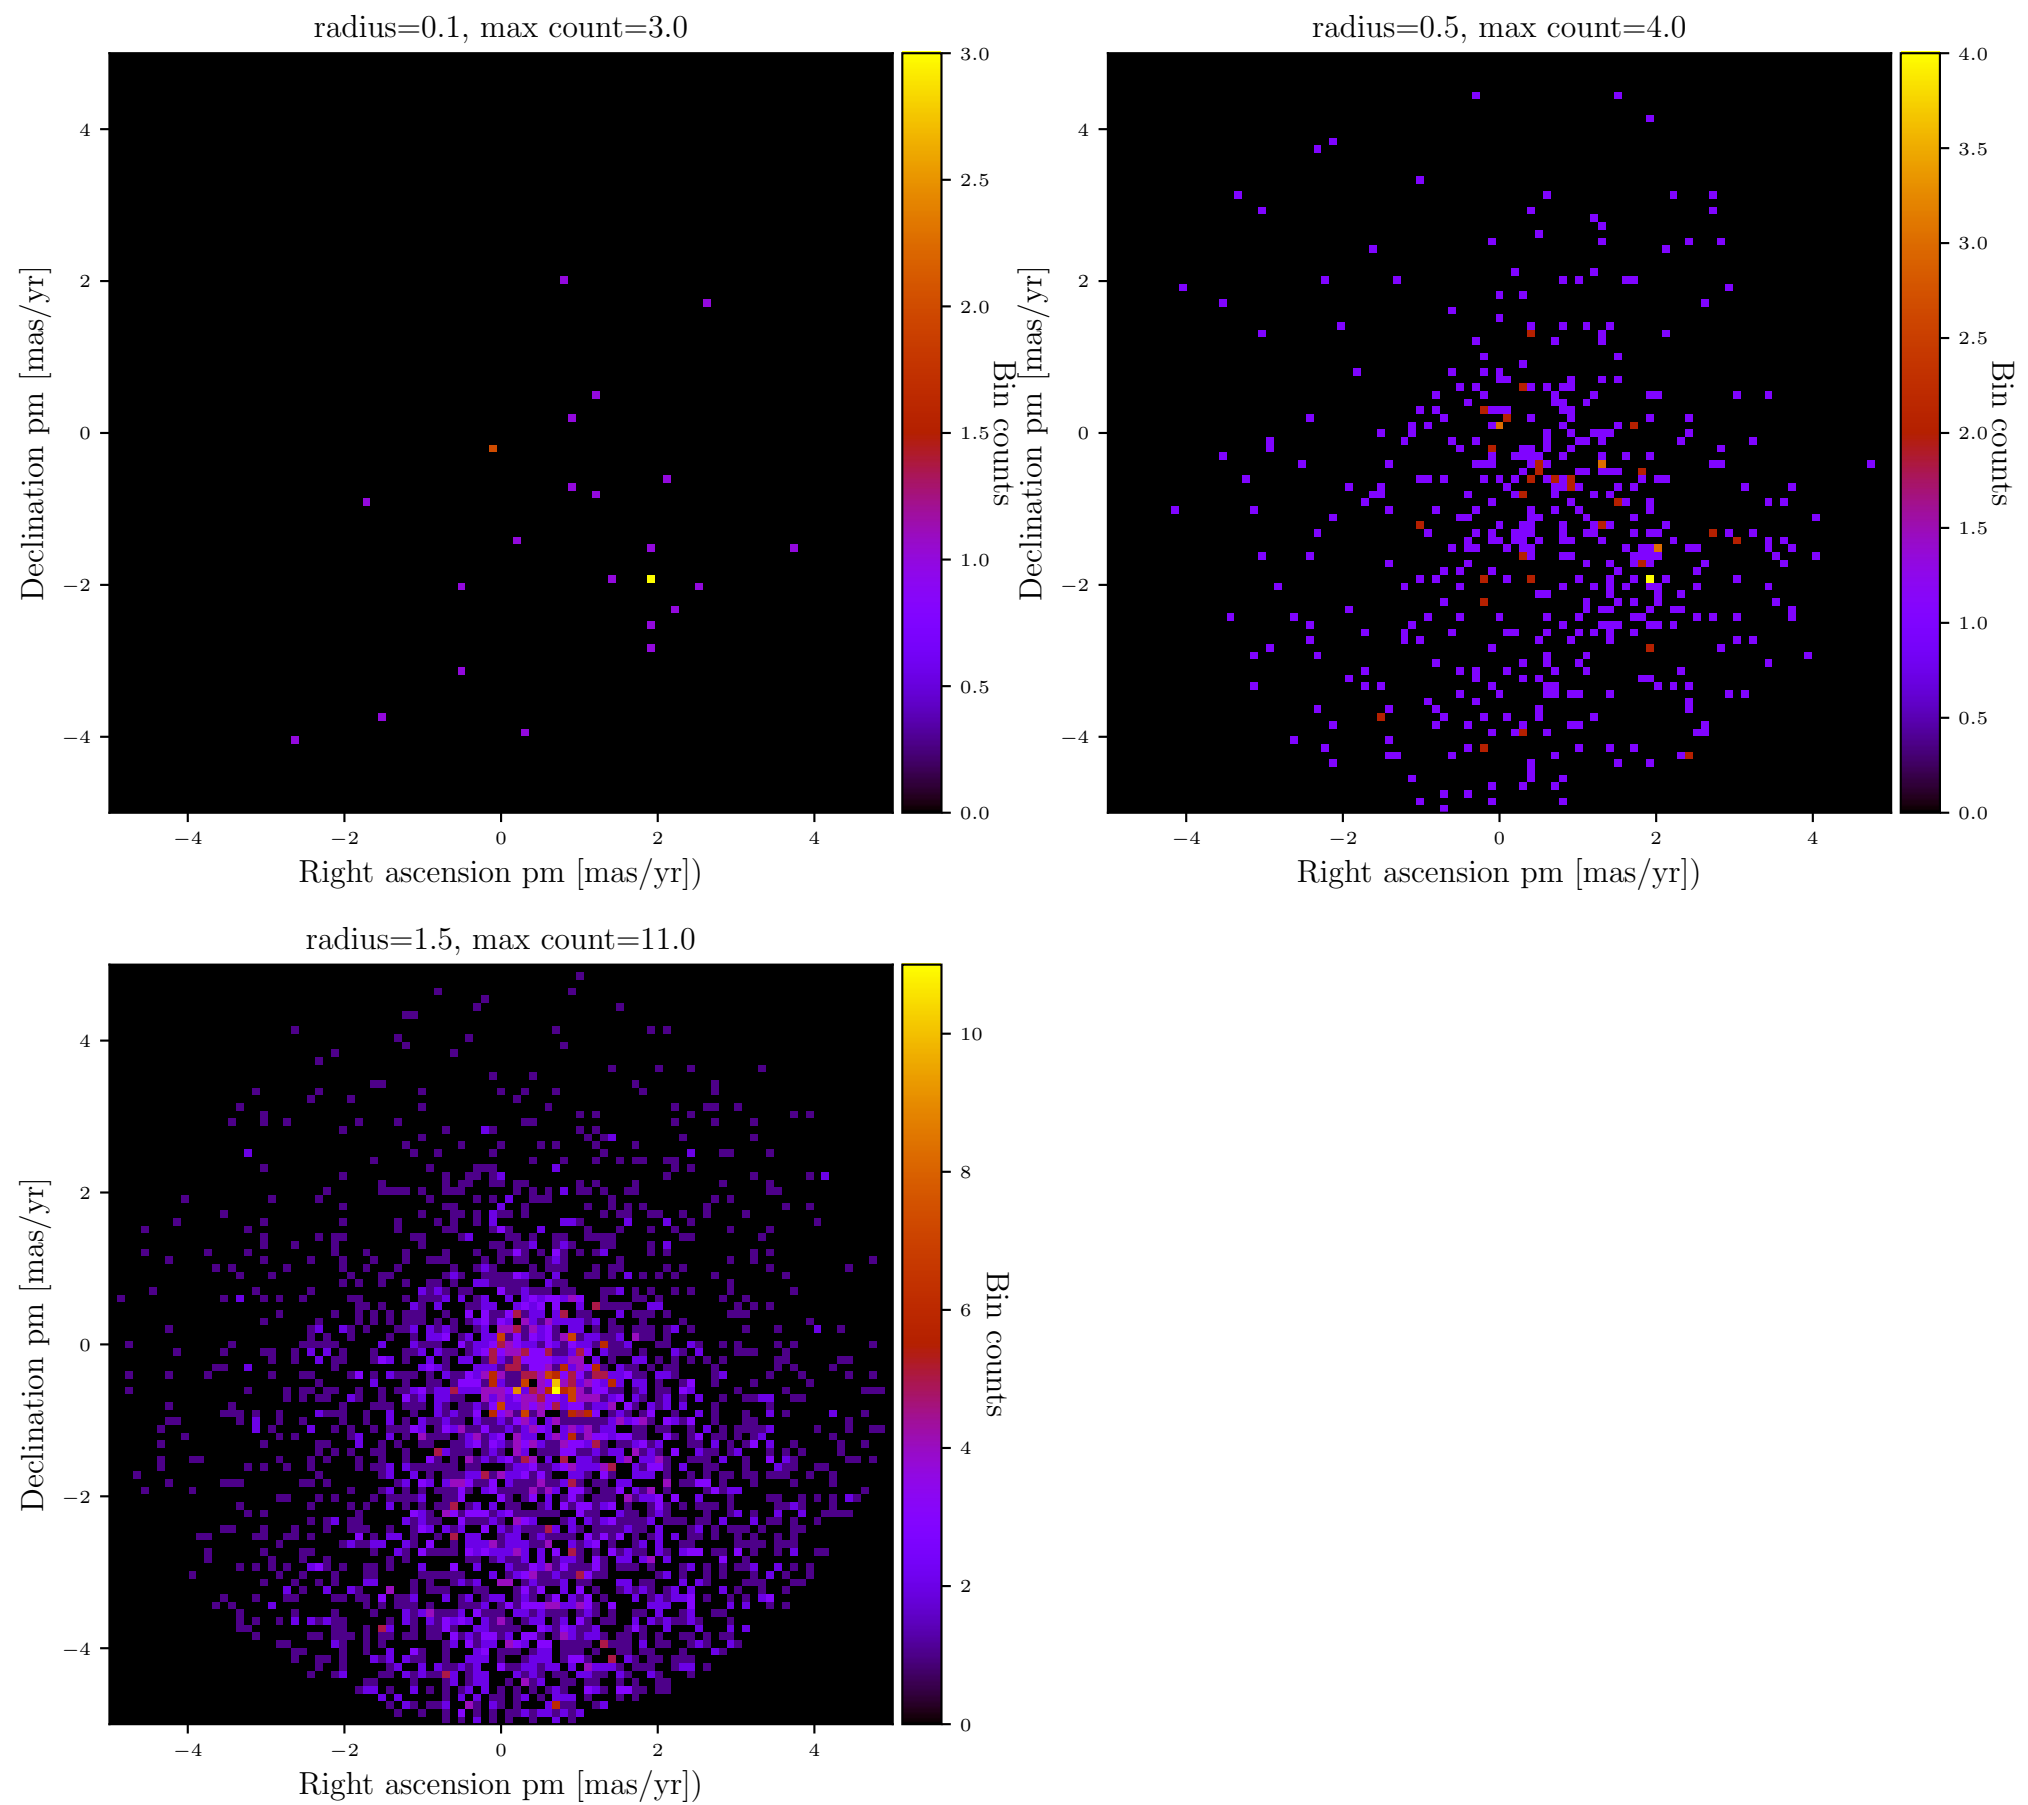 radius=0.1, max count=3.0
Declination pm [mas/yr]
4
2
0
−2
−4
−4 −2 0 2 4
Right ascension pm [mas/yr])
3.0
2.5
2.0
1.5
1.0
0.5
0.0
Bin counts
radius=0.5, max count=4.0
Declination pm [mas/yr]
4
2
0
−2
−4
−4 −2 0 2 4
Right ascension pm [mas/yr])
4.0
3.5
3.0
2.5
2.0
1.5
1.0
0.5
0.0
Bin counts
radius=1.5, max count=11.0
Declination pm [mas/yr]
4
2
0
−2
−4
−4 −2 0 2 4
Right ascension pm [mas/yr])
10
8
6
4
2
0
Bin counts